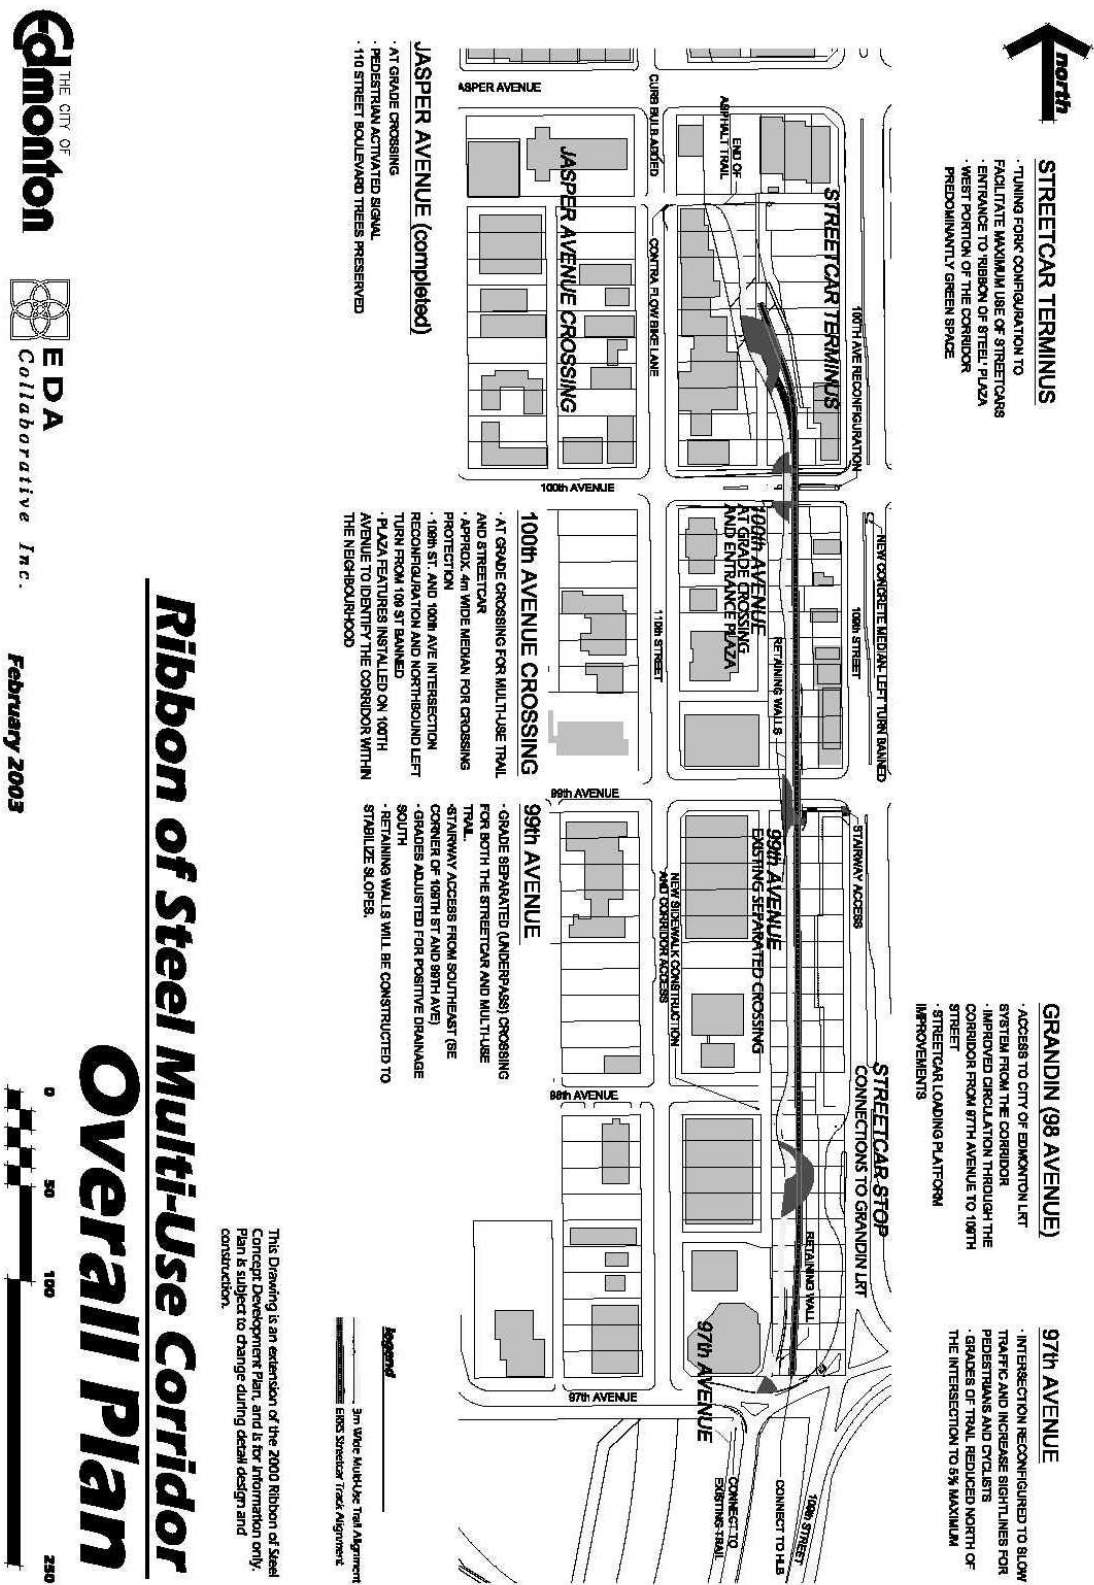 north
STREETCAR TERMINUS
· 'TUNING FORK' CONFIGURATION TO
FACILITATE MAXIMUM USE OF STREETCARS
· ENTRANCE TO 'RIBBON OF STEEL' PLAZA
· WEST PORTION OF THE CORRIDOR
PREDOMINANTLY GREEN SPACE
GRANDIN (98 AVENUE)
· ACCESS TO CITY OF EDMONTON LRT
SYSTEM FROM THE CORRIDOR
· IMPROVED CIRCULATION THROUGH THE
CORRIDOR FROM 97TH AVENUE TO 109TH
STREET
· STREETCAR LOADING PLATFORM
IMPROVEMENTS
97th AVENUE
· INTERSECTION RECONFIGURED TO SLOW
TRAFFIC AND INCREASE SIGHTLINES FOR
PEDESTRIANS AND CYCLISTS
· GRADES OF TRAIL REDUCED NORTH OF
THE INTERSECTION TO 5% MAXIMUM
100TH AVE RECONFIGURATION
NEW CONCRETE MEDIAN- LEFT TURN BANNED
109th STREET
STAIRWAY ACCESS
STREETCAR STOP
CONNECTIONS TO GRANDIN LRT
109th STREET
STREETCAR TERMINUS
RETAINING WALLS
RETAINING WALL
CONNECT TO HLB
END OF
ASPHALT TRAIL
100th AVENUE
AT GRADE CROSSING
AND ENTRANCE PLAZA
99th AVENUE
EXISTING SEPARATED CROSSING
97th AVENUE
CONNECT TO
EXISTING TRAIL
CURB BULB ADDED
CONTRA FLOW BIKE LANE
110th STREET
NEW SIDEWALK CONSTRUCTION
AND CORRIDOR ACCESS
JASPER AVENUE CROSSING
ASPER AVENUE
100th AVENUE
99th AVENUE
98th AVENUE
97th AVENUE
JASPER AVENUE (completed)
· AT GRADE CROSSING
· PEDESTRIAN ACTIVATED SIGNAL
· 110 STREET BOULEVARD TREES PRESERVED
100th AVENUE CROSSING
· AT GRADE CROSSING FOR MULTI-USE TRAIL
AND STREETCAR
· APPROX. 4m WIDE MEDIAN FOR CROSSING
PROTECTION
· 109th ST. AND 100th AVE INTERSECTION
RECONFIGURATION AND NORTHBOUND LEFT
TURN FROM 109 ST BANNED
· PLAZA FEATURES INSTALLED ON 100TH
AVENUE TO IDENTIFY THE CORRIDOR WITHIN
THE NEIGHBOURHOOD
99th AVENUE
· GRADE SEPARATED (UNDERPASS) CROSSING
FOR BOTH THE STREETCAR AND MULTI-USE
TRAIL.
·STAIRWAY ACCESS FROM SOUTHEAST (SE
CORNER OF 109TH ST AND 99TH AVE)
· GRADES ADJUSTED FOR POSITIVE DRAINAGE
SOUTH
· RETAINING WALLS WILL BE CONSTRUCTED TO
STABILIZE SLOPES.
legend
3m Wide Multi-Use Trail Alignment
ERRS Streetcar Track Alignment
This Drawing is an extension of the 2000 Ribbon of Steel
Concept Development Plan, and is for information only.
Plan is subject to change during detail design and
construction.
Ribbon of Steel Multi-Use Corridor
Overall Plan
0 50 100 250
THE CITY OF
Edmonton
EDA
Collaborative Inc.
February 2003